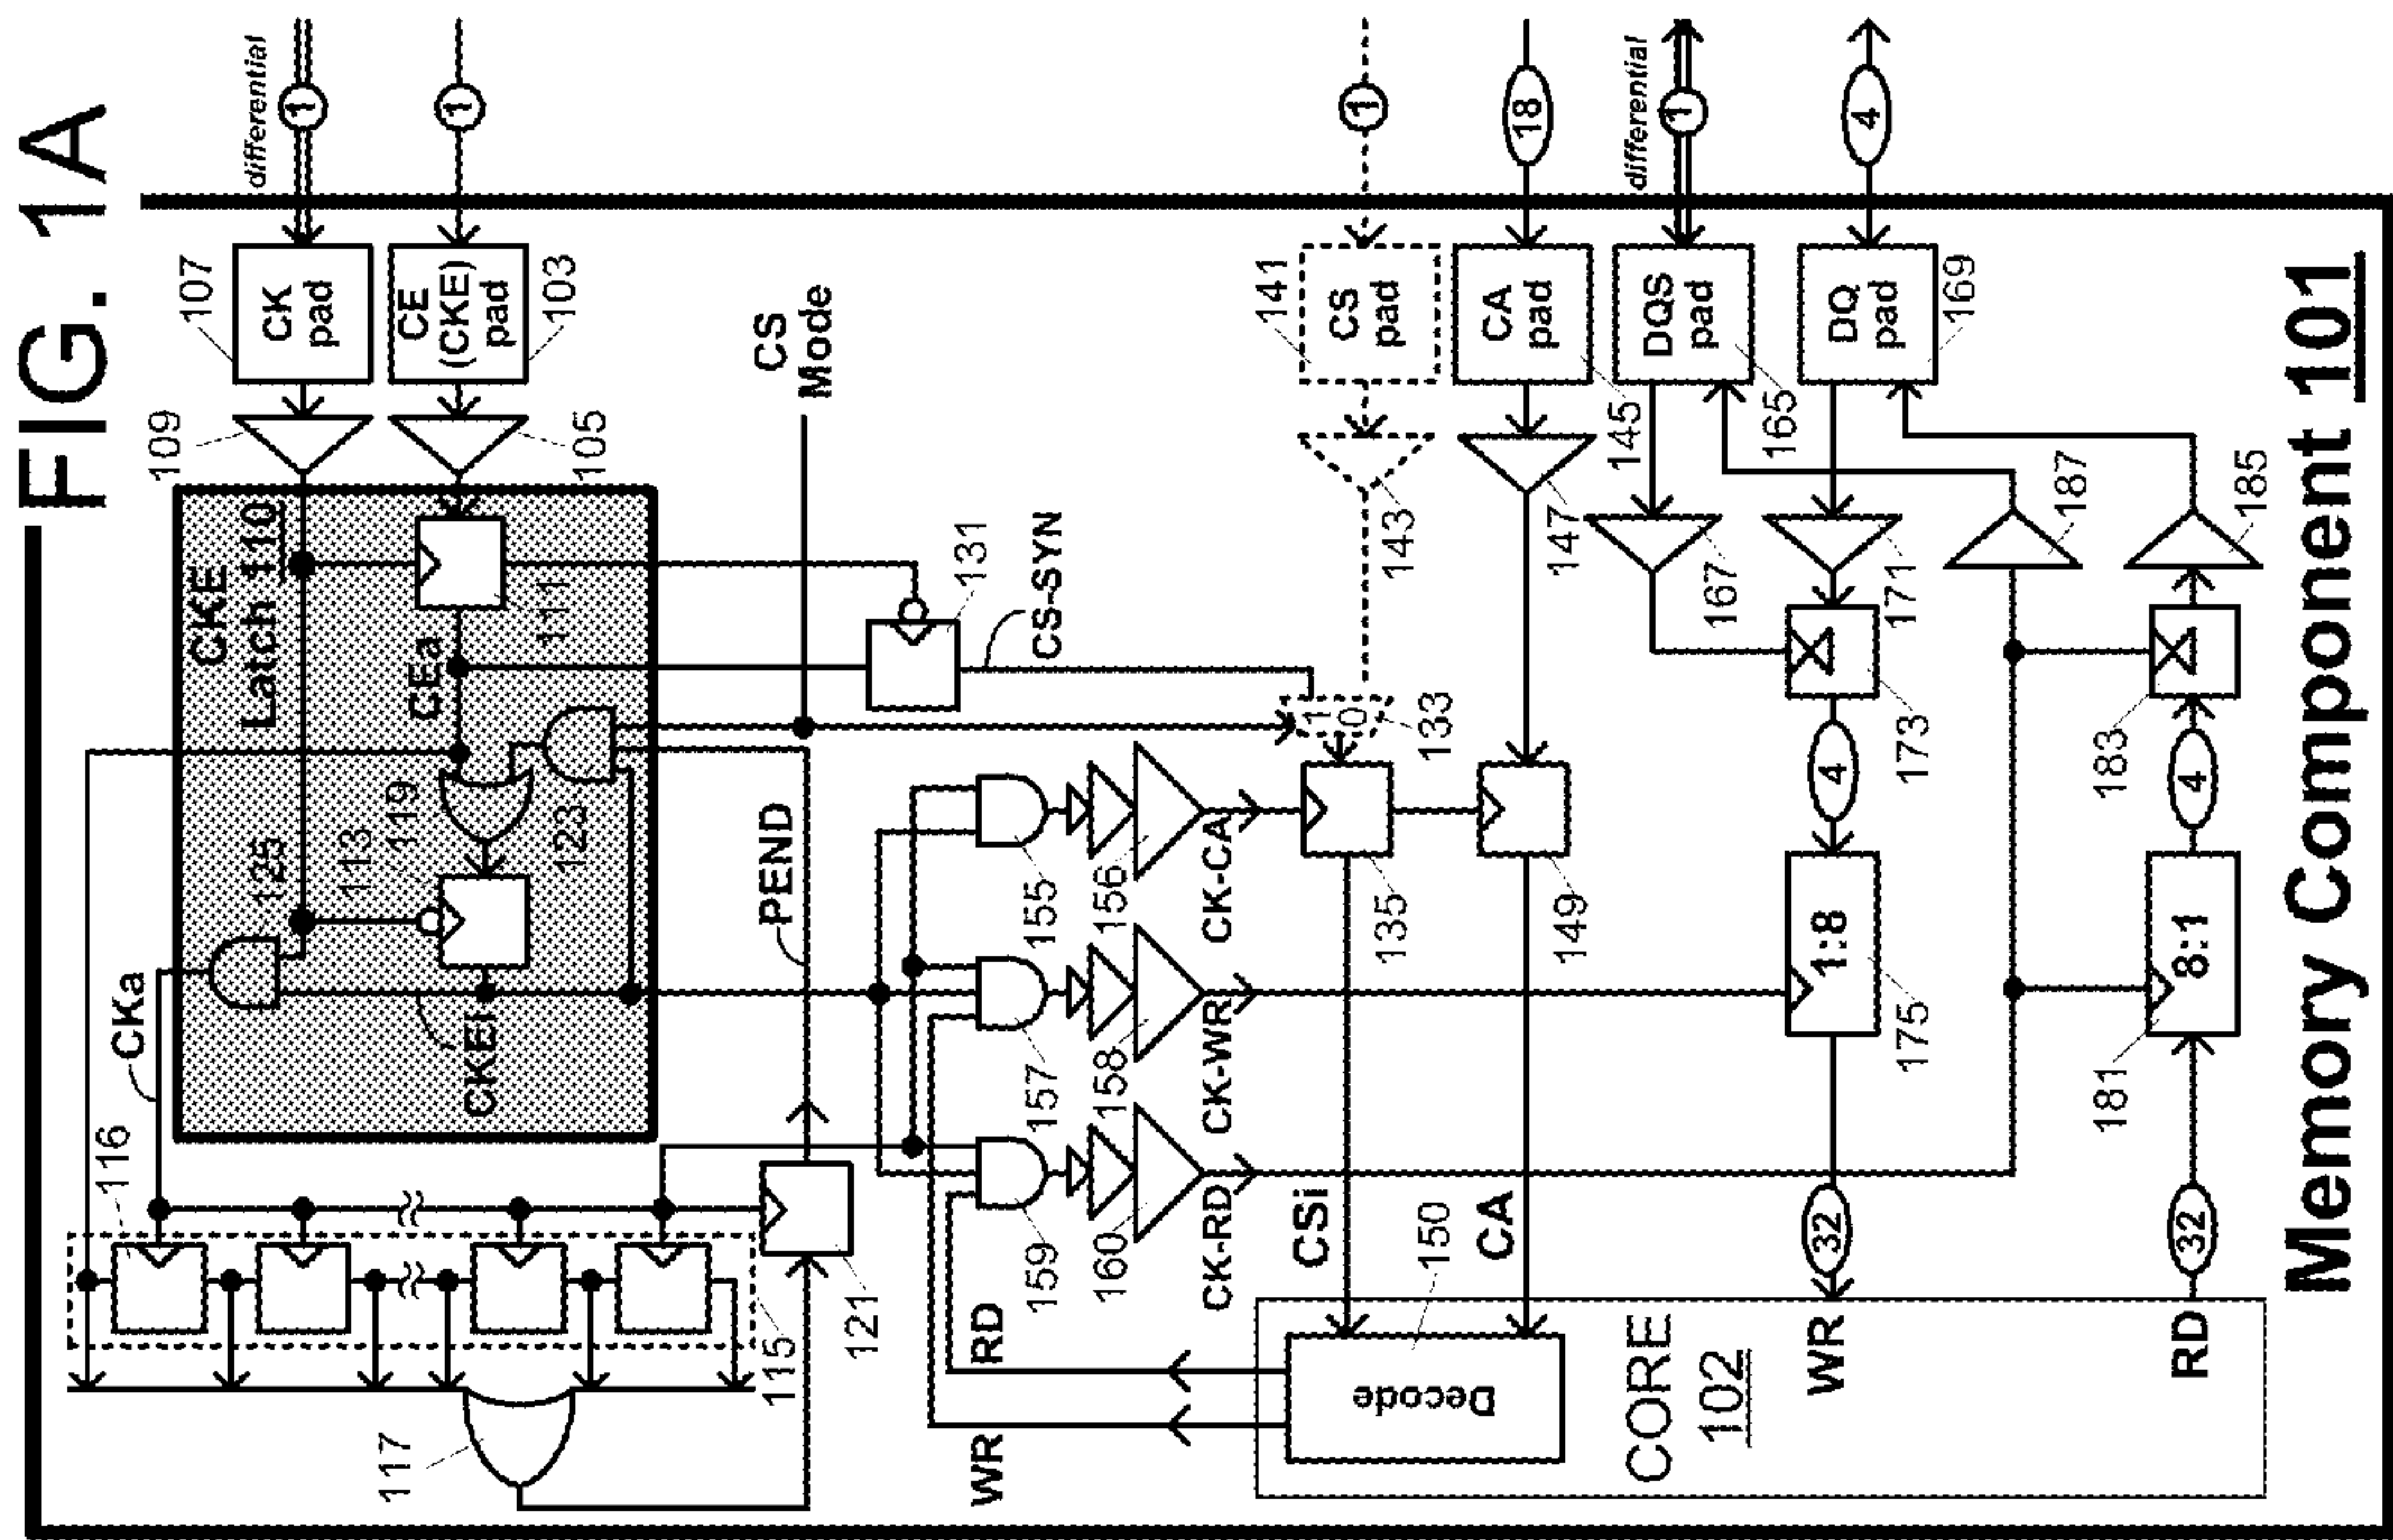 FIG. 1A
117
115
116
CKa
121
CKE
Latch 110
125
113
119
CEa
123
111
CKEi
109
107
CK
pad
differential
1
105
CE
(CKE)
pad
103
1
PEND
CS
Mode
131
CS-SYN
WR
RD
159
157
155
160
158
156
CK-RD
CK-WR
CK-CA
CSi
135
1
0
133
143
141
CS
pad
1
Decode
150
CA
149
147
CA
pad
145
18
CORE
102
167
DQS
pad
165
differential
1
WR
32
1:8
175
4
173
171
DQ
pad
169
4
187
RD
32
8:1
181
4
183
185
Memory Component 101